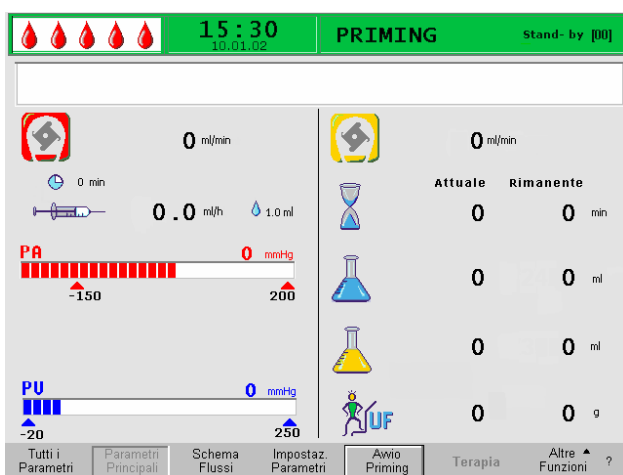 15:30
10.01.02
PRIMING
Stand- by [00]
0 ml/min
0 ml/min
0 min
0.0 ml/h
1.0 ml
Attuale Rimanente
0 0 min
PA 0 mmHg
-150 200
0 0 ml
0 0 ml
PV 0 mmHg
-20 250
UF 0 0 g
Tutti i
Parametri
Parametri
Principali
Schema
Flussi
Impostaz.
Parametri
Avvio
Priming
Terapia
Altre
Funzioni
?